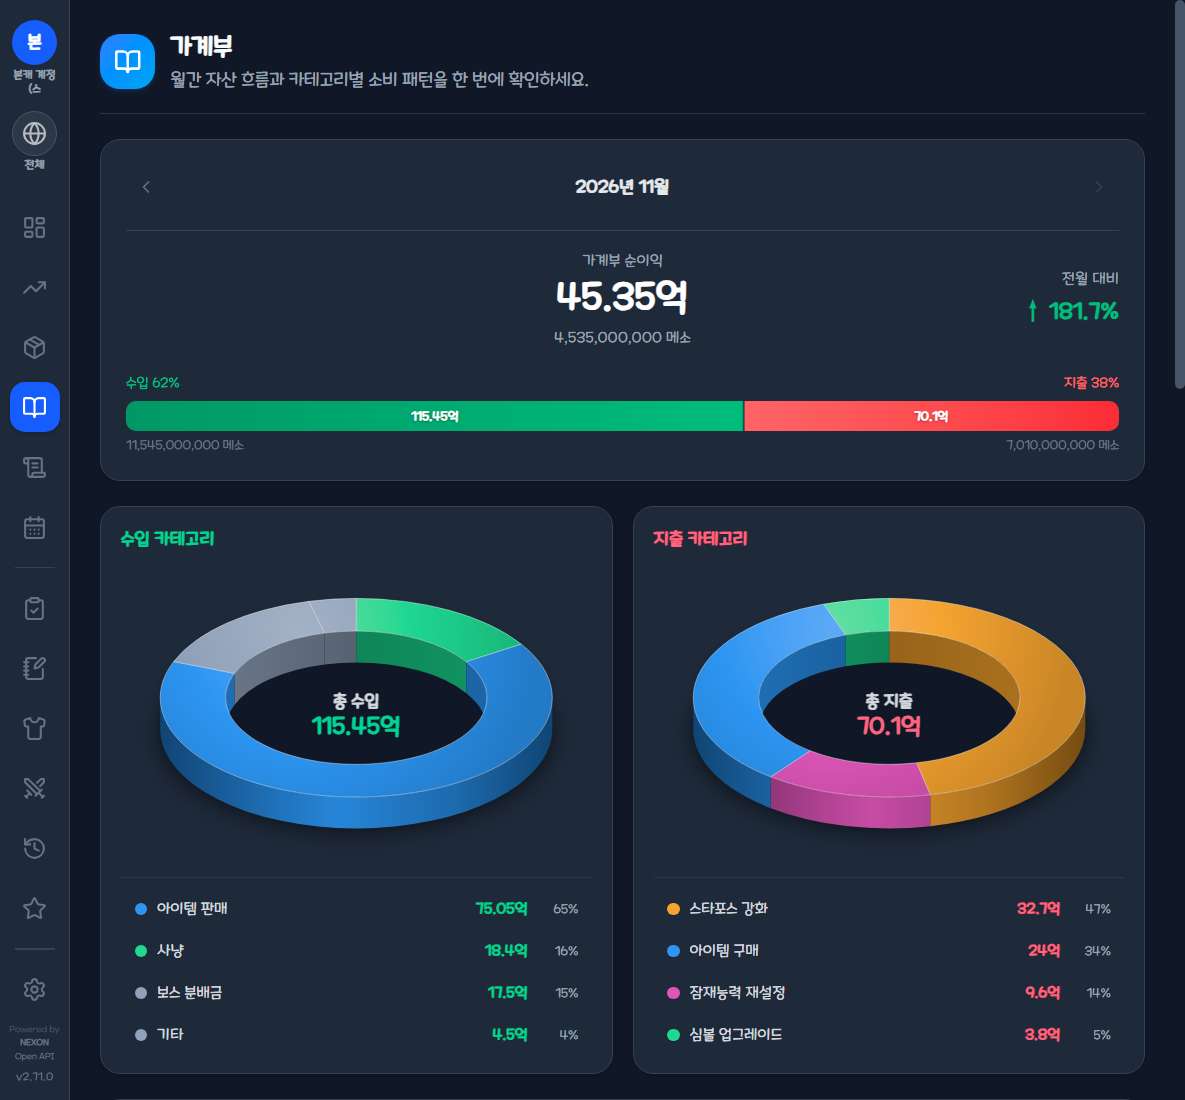 본
본캐 계정
(스
전체
Powered by
NEXON
Open API
v2.71.0
가계부
월간 자산 흐름과 카테고리별 소비 패턴을 한 번에 확인하세요.
2026년 11월
가계부 순이익
45.35억
4,535,000,000 메소
전월 대비
↑ 181.7%
수입 62%
지출 38%
115.45억
70.1억
11,545,000,000 메소
7,010,000,000 메소
수입 카테고리
총 수입
115.45억
아이템 판매 75.05억 65%
사냥 18.4억 16%
보스 분배금 17.5억 15%
기타 4.5억 4%
지출 카테고리
총 지출
70.1억
스타포스 강화 32.7억 47%
아이템 구매 24억 34%
잠재능력 재설정 9.6억 14%
심볼 업그레이드 3.8억 5%